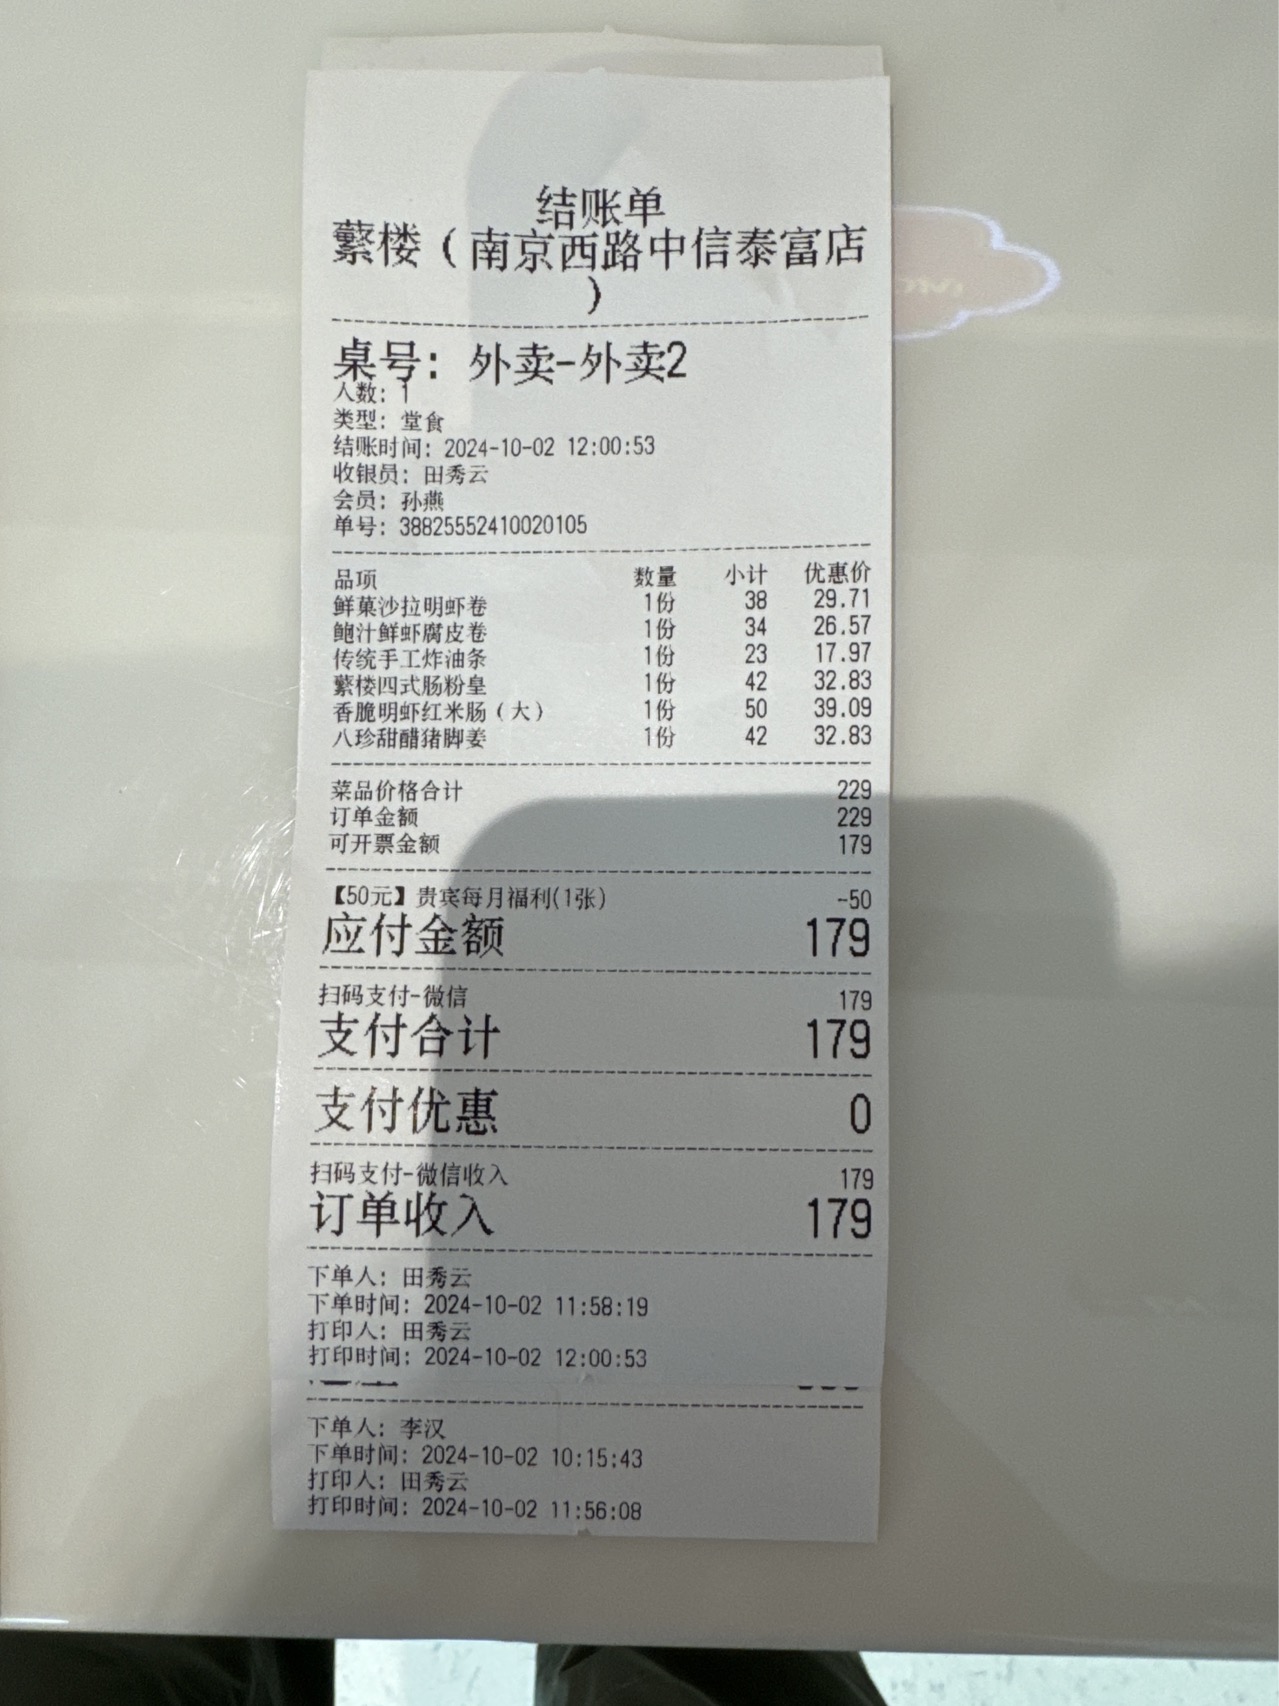 结账单
蘩楼（南京西路中信泰富店
）
桌号：外卖-外卖2
人数：1
类型：堂食
结账时间：2024-10-02 12:00:53
收银员：田秀云
会员：孙燕
单号：38825552410020105
品项 数量 小计 优惠价
鲜菓沙拉明虾卷 1份 38 29.71
鲍汁鲜虾腐皮卷 1份 34 26.57
传统手工炸油条 1份 23 17.97
蘩楼四式肠粉皇 1份 42 32.83
香脆明虾红米肠（大） 1份 50 39.09
八珍甜醋猪脚姜 1份 42 32.83
菜品价格合计 229
订单金额 229
可开票金额 179
【50元】贵宾每月福利(1张) -50
应付金额 179
扫码支付-微信 179
支付合计 179
支付优惠 0
扫码支付-微信收入 179
订单收入 179
下单人：田秀云
下单时间：2024-10-02 11:58:19
打印人：田秀云
打印时间：2024-10-02 12:00:53
下单人：李汉
下单时间：2024-10-02 10:15:43
打印人：田秀云
打印时间：2024-10-02 11:56:08